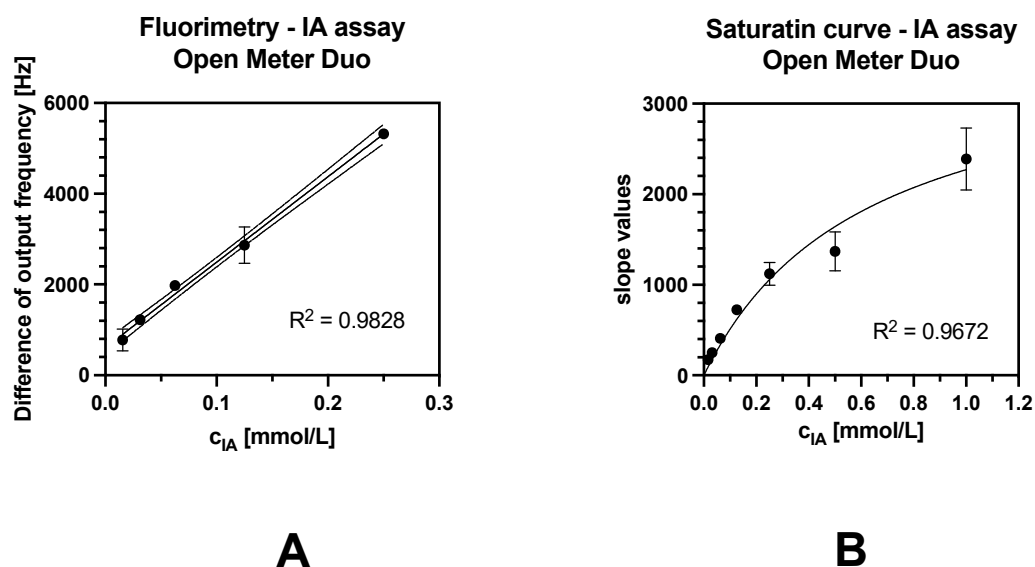 Fluorimetry - IA assay
Open Meter Duo
Difference of output frequency [Hz]
6000
4000
2000
0
R² = 0.9828
0.0 0.1 0.2 0.3
cIA [mmol/L]
A
Saturatin curve - IA assay
Open Meter Duo
slope values
3000
2000
1000
0
R² = 0.9672
0.0 0.2 0.4 0.6 0.8 1.0 1.2
cIA [mmol/L]
B